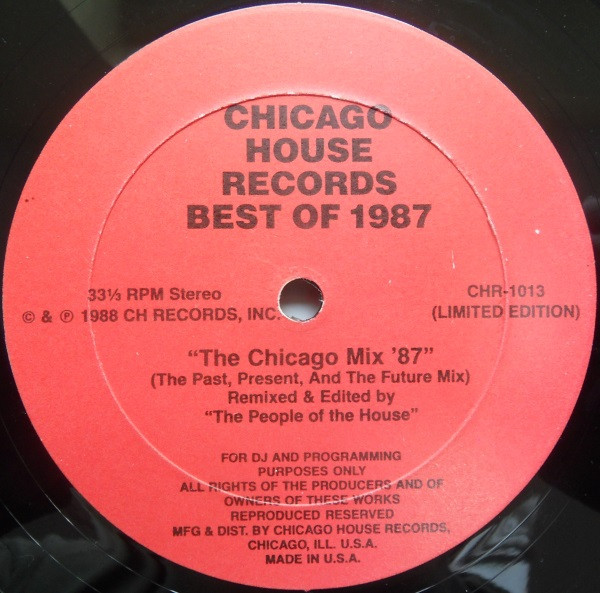 CHICAGO
HOUSE
RECORDS
BEST OF 1987
33⅓ RPM Stereo
© & ℗ 1988 CH RECORDS, INC.
CHR-1013
(LIMITED EDITION)
“The Chicago Mix ’87”
(The Past, Present, And The Future Mix)
Remixed & Edited by
“The People of the House”
FOR DJ AND PROGRAMMING
PURPOSES ONLY
ALL RIGHTS OF THE PRODUCERS AND OF
OWNERS OF THESE WORKS
REPRODUCED RESERVED
MFG & DIST. BY CHICAGO HOUSE RECORDS,
CHICAGO, ILL. U.S.A.
MADE IN U.S.A.